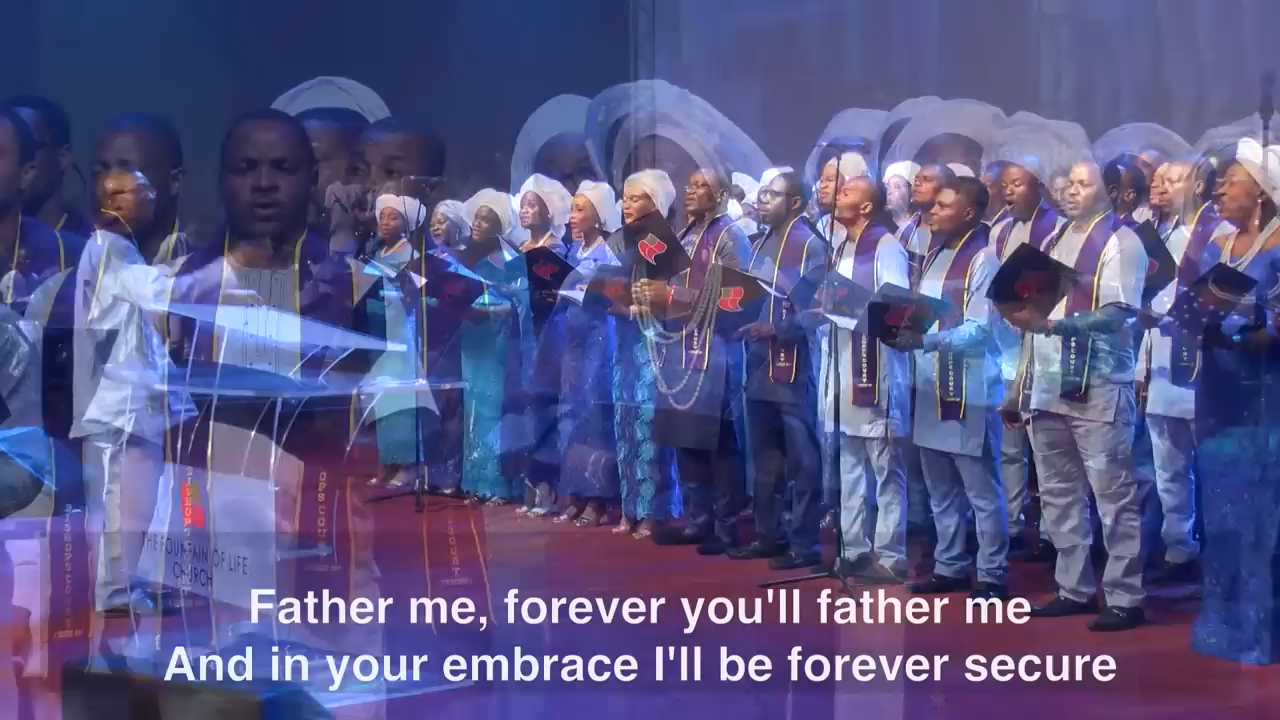 THE FOUNTAIN OF LIFE
CHURCH
Father me, forever you'll father me
And in your embrace I'll be forever secure